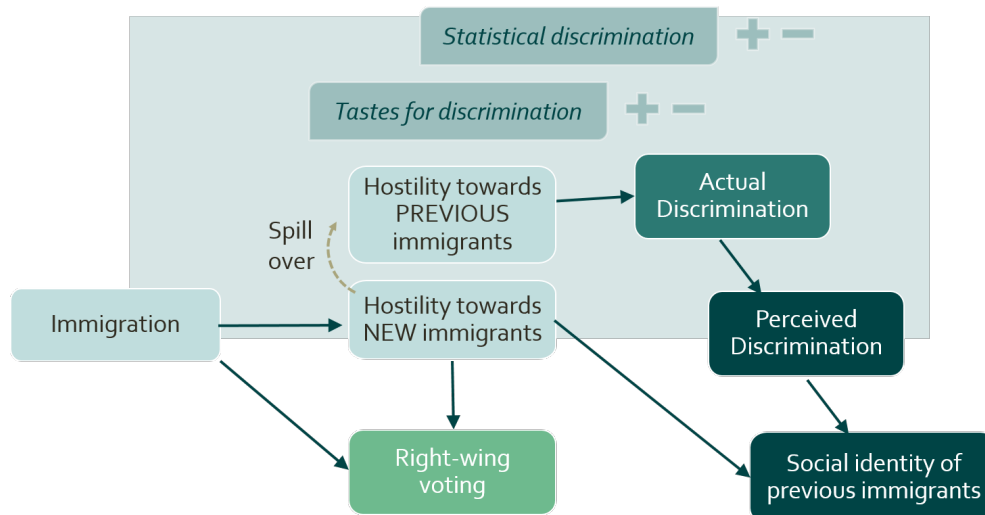 Statistical discrimination
Tastes for discrimination
Hostility towards
PREVIOUS
immigrants
Actual
Discrimination
Spill
over
Immigration
Hostility towards
NEW immigrants
Perceived
Discrimination
Right-wing
voting
Social identity of
previous immigrants